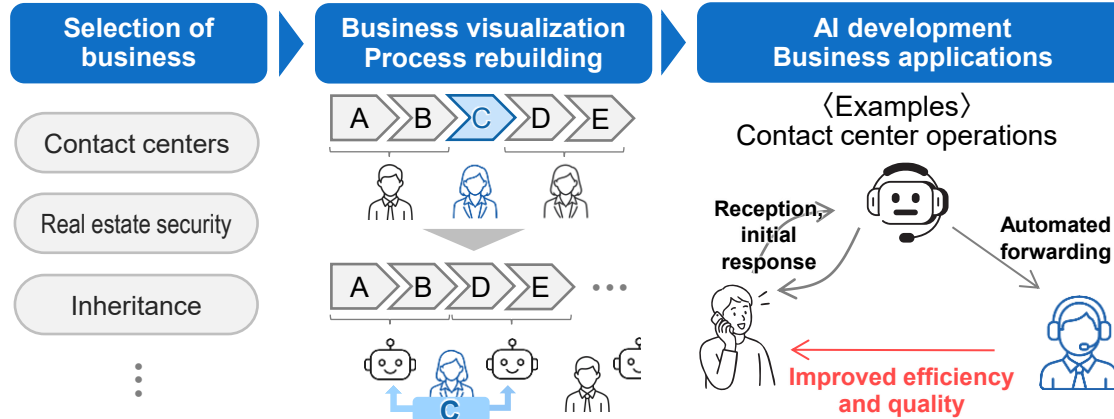 Selection of
business
Business visualization
Process rebuilding
AI development
Business applications
Contact centers
Real estate security
Inheritance
A B C D E
A B D E
C
〈Examples〉
Contact center operations
Reception,
initial
response
Automated
forwarding
Improved efficiency
and quality